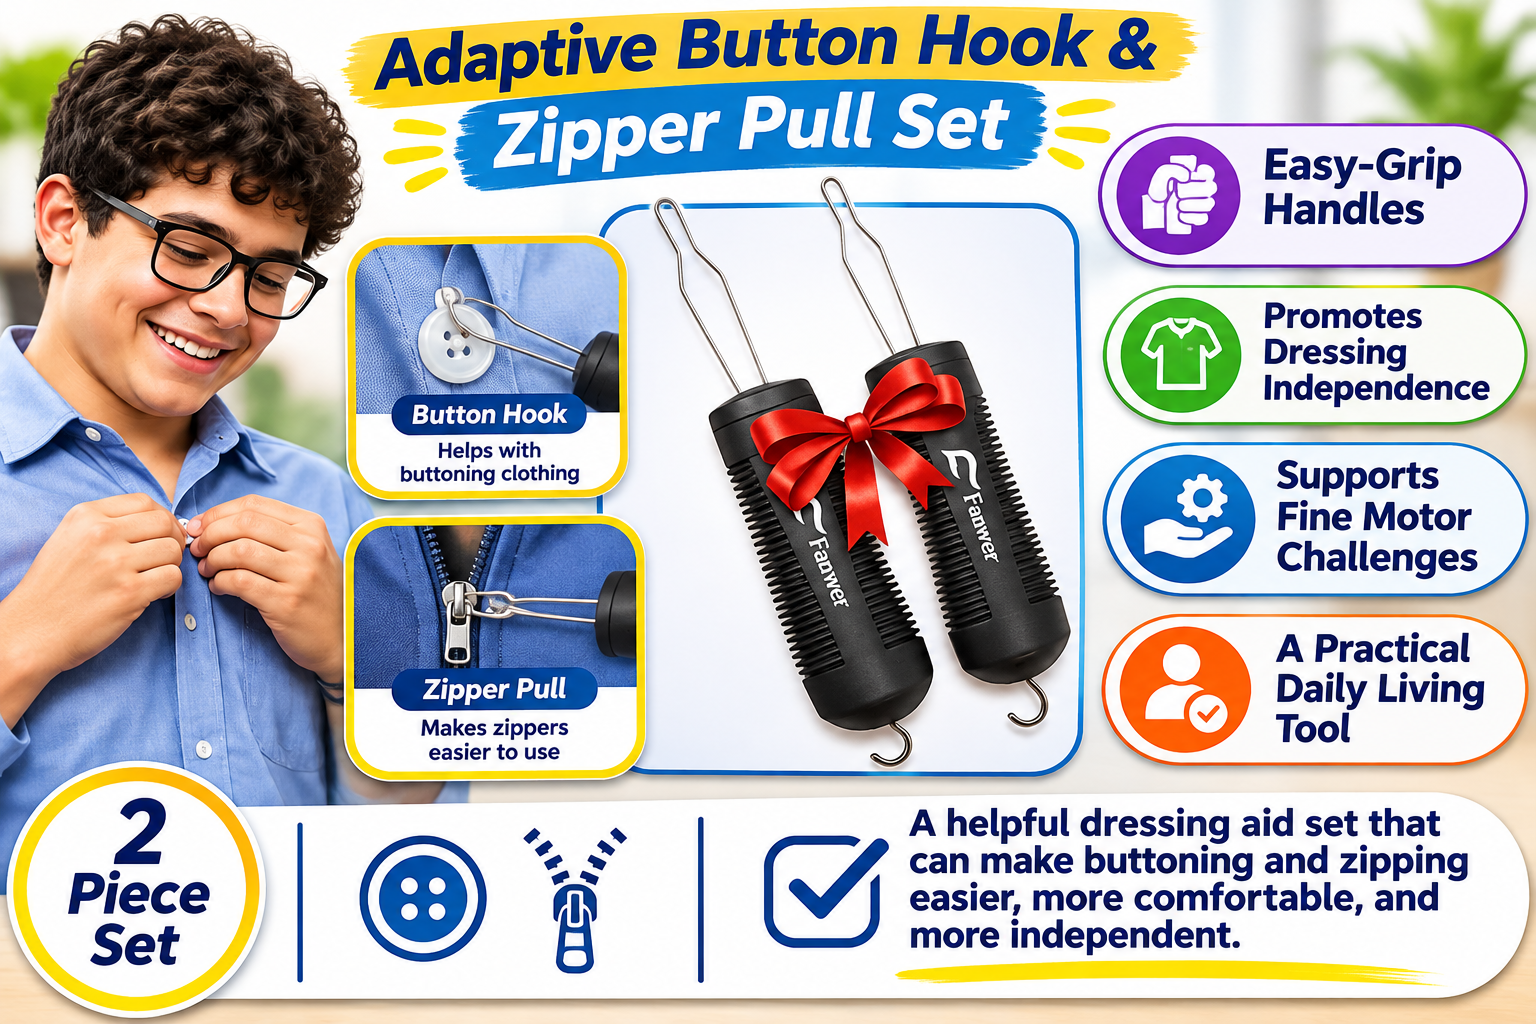 Adaptive Button Hook &
Zipper Pull Set
Button Hook
Helps with
buttoning clothing
Zipper Pull
Makes zippers
easier to use
Fanwer
Fanwer
Easy-Grip
Handles
Promotes
Dressing
Independence
Supports
Fine Motor
Challenges
A Practical
Daily Living
Tool
2
Piece
Set
A helpful dressing aid set that
can make buttoning and zipping
easier, more comfortable, and
more independent.